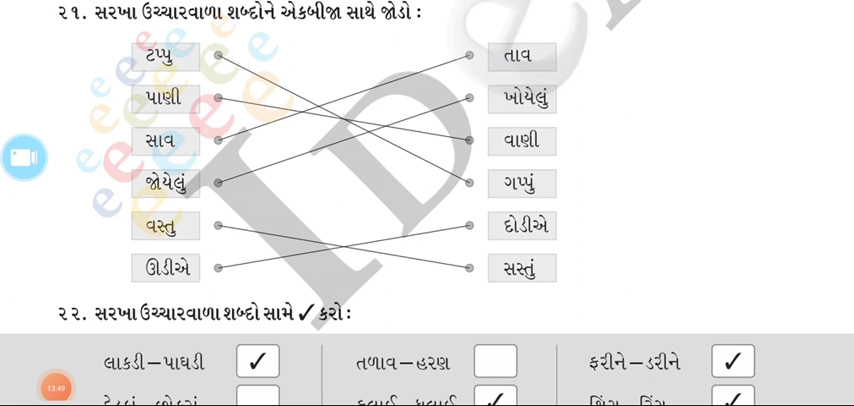 ૨૧. સરખા ઉચ્ચારવાળા શબ્દોને એકબીજા સાથે જોડો :
ટપ્પુ તાવ
પાણી ખોયેલું
સાવ વાણી
જોયેલું ગપ્પું
વસ્તુ દોડીએ
ઊડીએ સસ્તું
૨૨. સરખા ઉચ્ચારવાળા શબ્દો સામે ✓ કરો :
લાકડી – પાઘડી ✓ તળાવ – હરણ ફરીને – ડરીને ✓
13:49